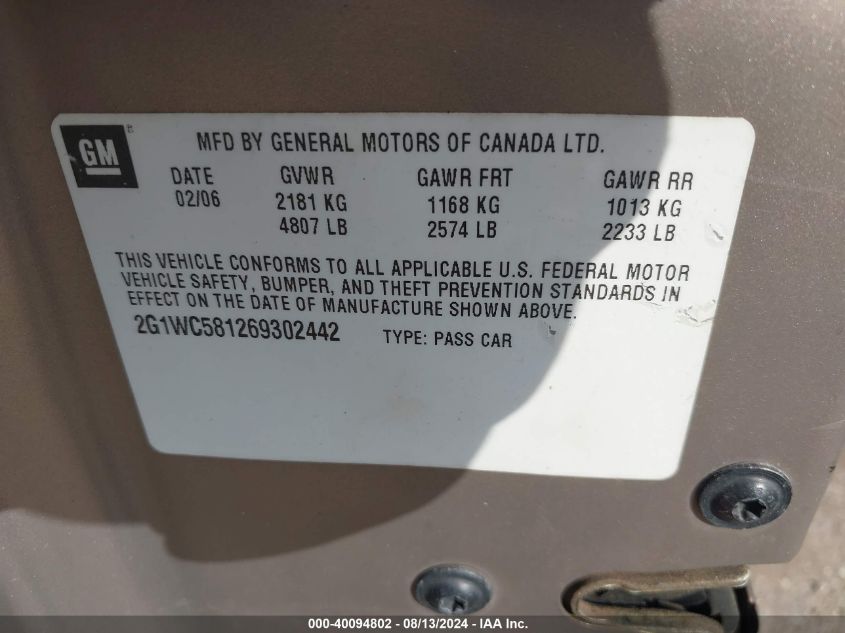 GM
MFD BY GENERAL MOTORS OF CANADA LTD.
DATE GVWR GAWR FRT GAWR RR
02/06 2181 KG 1168 KG 1013 KG
4807 LB 2574 LB 2233 LB
THIS VEHICLE CONFORMS TO ALL APPLICABLE U.S. FEDERAL MOTOR
VEHICLE SAFETY, BUMPER, AND THEFT PREVENTION STANDARDS IN
EFFECT ON THE DATE OF MANUFACTURE SHOWN ABOVE.
2G1WC581269302442 TYPE: PASS CAR
000-40094802 - 08/13/2024 - IAA Inc.